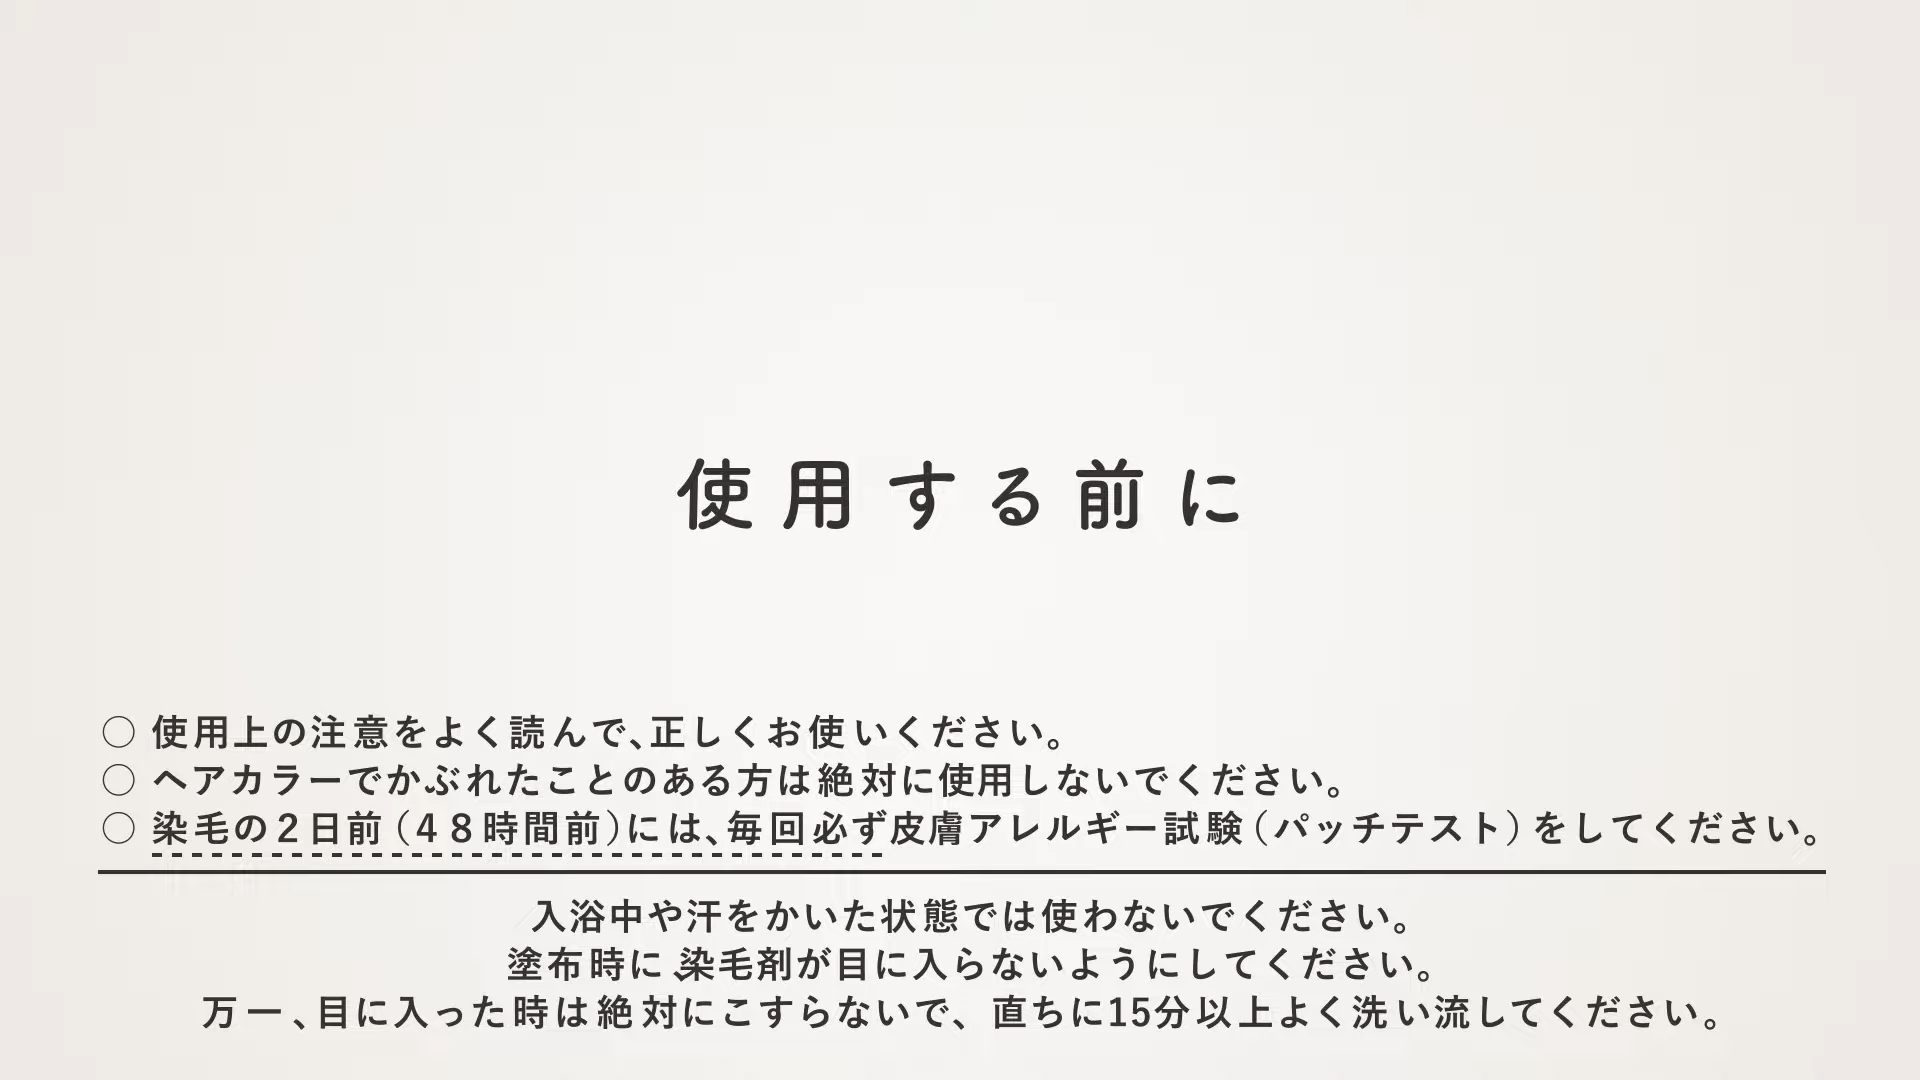 使用する前に
○ 使用上の注意をよく読んで、正しくお使いください。
○ ヘアカラーでかぶれたことのある方は絶対に使用しないでください。
○ 染毛の2日前（48時間前）には、毎回必ず皮膚アレルギー試験（パッチテスト）をしてください。
入浴中や汗をかいた状態では使わないでください。
塗布時に、染毛剤が目に入らないようにしてください。
万一、目に入った時は絶対にこすらないで、直ちに15分以上よく洗い流してください。